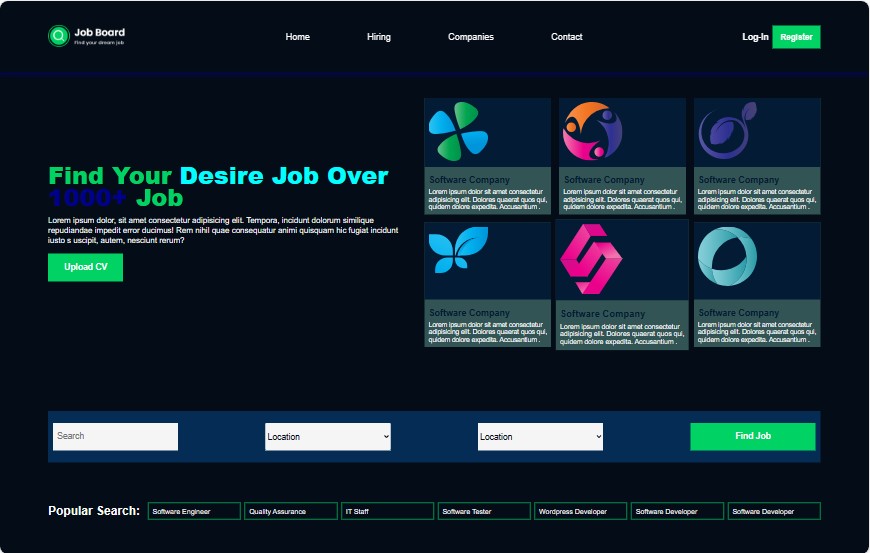 Job Board
Find your dream job
Home
Hiring
Companies
Contact
Log-In
Register
Find Your Desire Job Over
1000+ Job
Lorem ipsum dolor, sit amet consectetur adipisicing elit. Tempora, incidunt dolorum similique
repudiandae impedit error ducimus! Rem nihil quae consequatur animi quisquam hic fugiat incidunt
iusto s uscipit, autem, nesciunt rerum?
Upload CV
Software Company
Lorem ipsum dolor sit amet consectetur
adipisicing elit. Dolores quaerat quos qui,
quidem dolore expedita. Accusantium .
Software Company
Lorem ipsum dolor sit amet consectetur
adipisicing elit. Dolores quaerat quos qui,
quidem dolore expedita. Accusantium .
Software Company
Lorem ipsum dolor sit amet consectetur
adipisicing elit. Dolores quaerat quos qui,
quidem dolore expedita. Accusantium .
Software Company
Lorem ipsum dolor sit amet consectetur
adipisicing elit. Dolores quaerat quos qui,
quidem dolore expedita. Accusantium .
Software Company
Lorem ipsum dolor sit amet consectetur
adipisicing elit. Dolores quaerat quos qui,
quidem dolore expedita. Accusantium .
Software Company
Lorem ipsum dolor sit amet consectetur
adipisicing elit. Dolores quaerat quos qui,
quidem dolore expedita. Accusantium .
Search
Location
Location
Find Job
Popular Search:
Software Engineer
Quality Assurance
IT Staff
Software Tester
Wordpress Developer
Software Developer
Software Developer